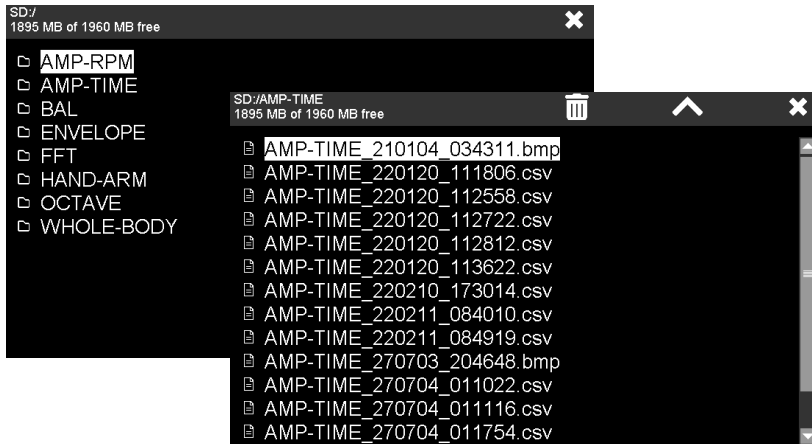 SD:/
1895 MB of 1960 MB free
AMP-RPM
AMP-TIME
BAL
ENVELOPE
FFT
HAND-ARM
OCTAVE
WHOLE-BODY
SD:/AMP-TIME
1895 MB of 1960 MB free
AMP-TIME_210104_034311.bmp
AMP-TIME_220120_111806.csv
AMP-TIME_220120_112558.csv
AMP-TIME_220120_112722.csv
AMP-TIME_220120_112812.csv
AMP-TIME_220120_113622.csv
AMP-TIME_220210_173014.csv
AMP-TIME_220211_084010.csv
AMP-TIME_220211_084919.csv
AMP-TIME_270703_204648.bmp
AMP-TIME_270704_011022.csv
AMP-TIME_270704_011116.csv
AMP-TIME_270704_011754.csv